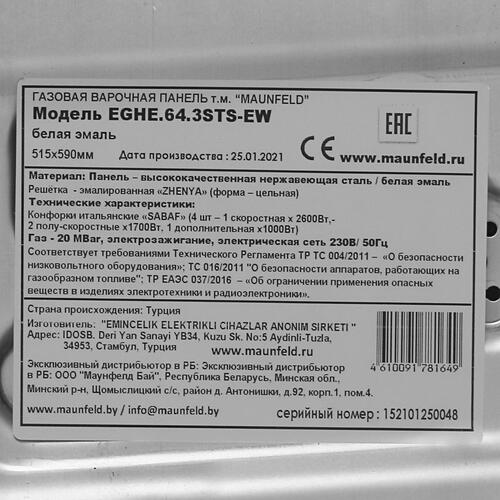 ГАЗОВАЯ ВАРОЧНАЯ ПАНЕЛЬ т.м. "MAUNFELD"
Модель EGHE.64.3STS-EW
белая эмаль
515х590мм Дата производства : 25.01.2021
EAC
CE www.maunfeld.ru
Материал: Панель – высококачественная нержавеющая сталь / белая эмаль
Решётка - эмалированная «ZHENYA» (форма – цельная)
Технические характеристики:
Конфорки итальянские «SABAF» (4 шт – 1 скоростная х 2600Вт,-
2 полу-скоростные х1700Вт, 1 дополнительная х1000Вт)
Газ - 20 МВаг, электрозажигание, электрическая сеть 230В/ 50Гц
Соответствует требованиям Технического Регламента ТР ТС 004/2011 – «О безопасности
низковольтного оборудования»; ТС 016/2011 "О безопасности аппаратов, работающих на
газообразном топливе"; ТР ЕАЭС 037/2016 – «Об ограничении применения опасных
веществ в изделиях электротехники и радиоэлектроники».
Страна происхождения: Турция
Изготовитель: "EMINCELIK ELEKTRIKLI CIHAZLAR ANONIM SIRKETI "
Адрес: IDOSB. Deri Yan Sanayi YB34, Kuzu Sk. No:5 Aydinli-Tuzla,
34953, Стамбул, Турция www.maunfeld.ru
Эксклюзивный дистрибьютор в РБ: Эксклюзивный дистрибьютор
в РБ: ООО "Маунфелд Бай", Республика Беларусь, Минская обл.,
Минский р-н, Щомыслицкий с/с, район д. Антонишки, д.92, корп.1, пом.4.
www.maunfeld.by / info@maunfeld.by
4 610091 781649
серийный номер : 152101250048